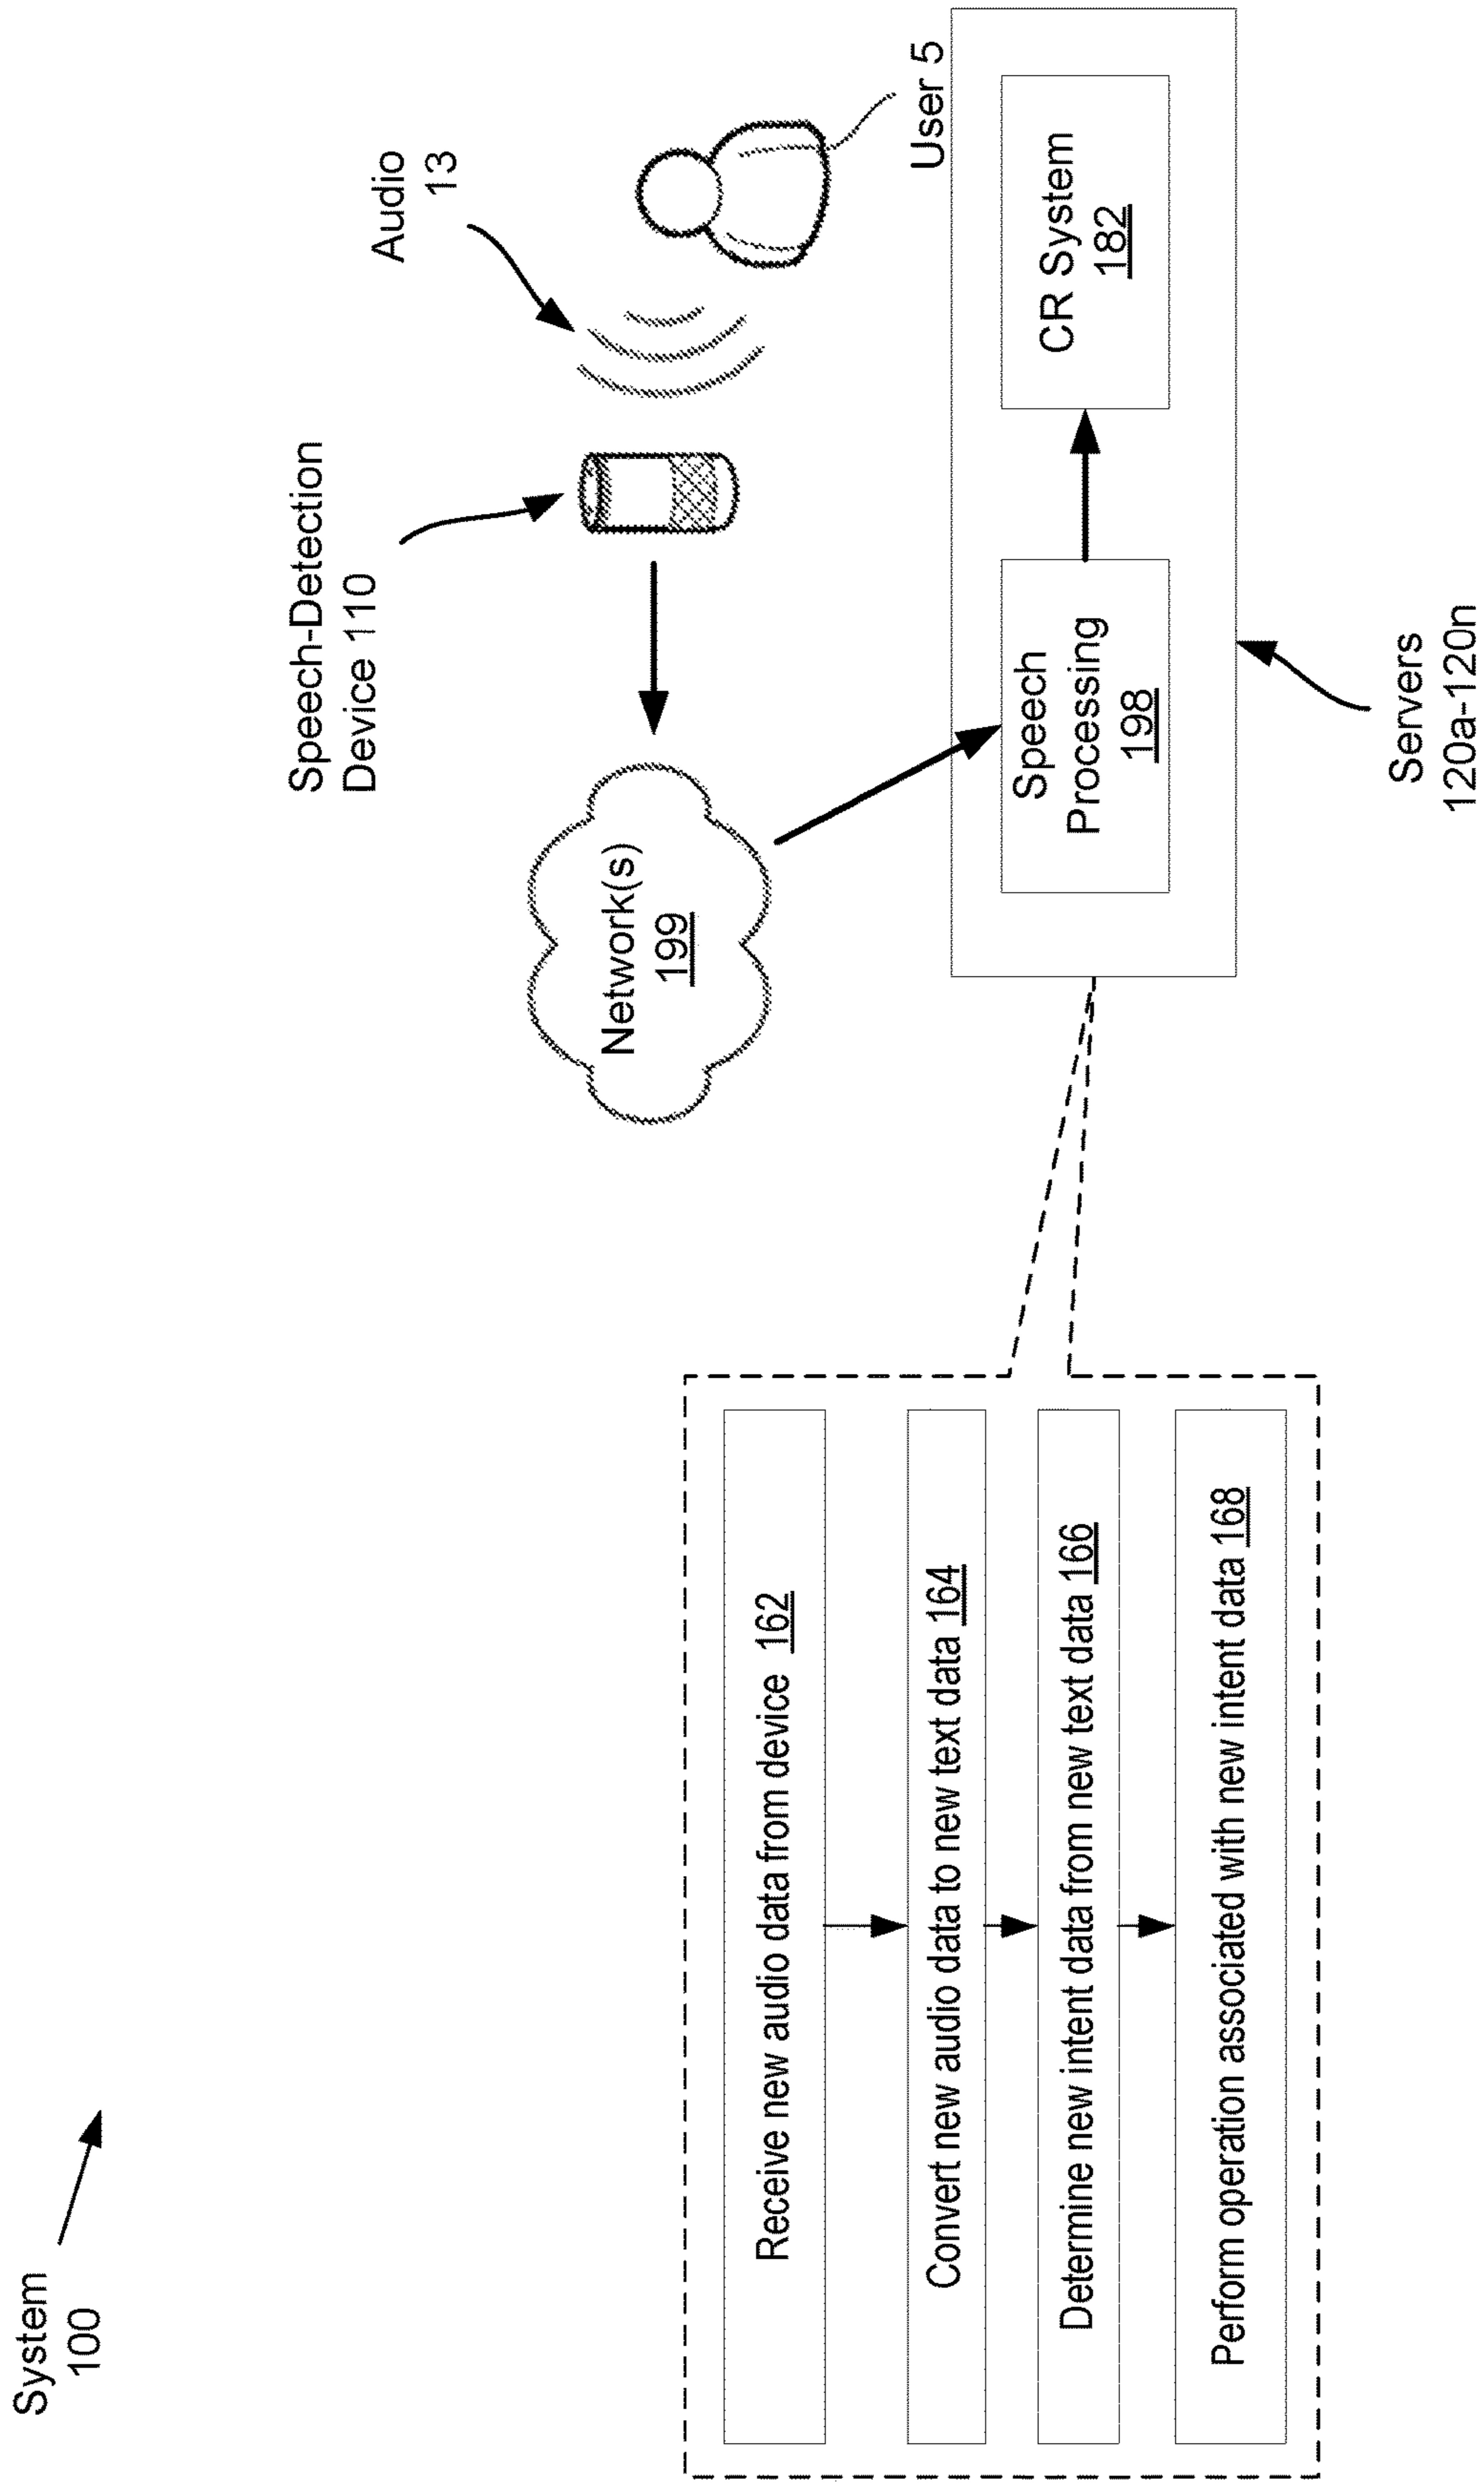 System
100
Speech-Detection
Device 110
Audio
13
User 5
Network(s)
199
Speech
Processing
198
CR System
182
Servers
120a-120n
Receive new audio data from device 162
Convert new audio data to new text data 164
Determine new intent data from new text data 166
Perform operation associated with new intent data 168